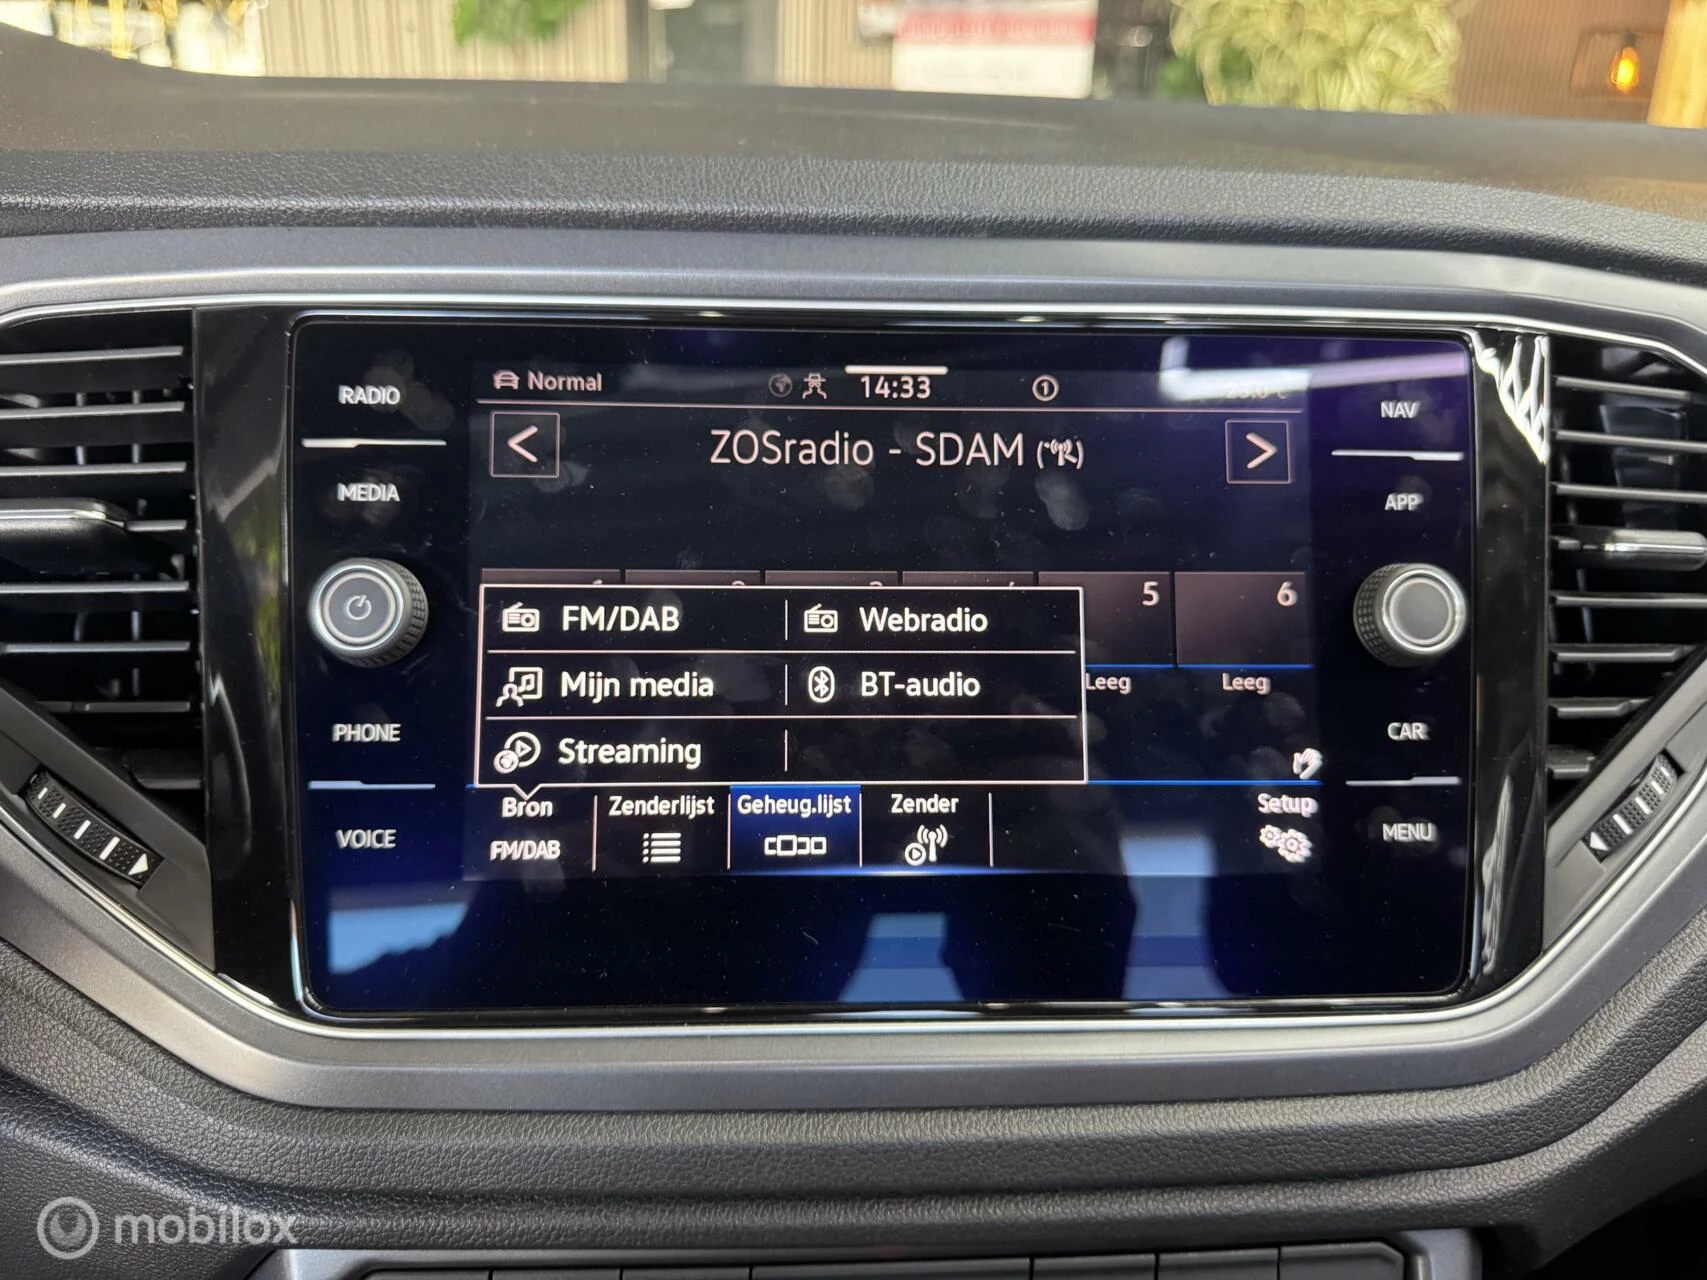 RADIO
MEDIA
PHONE
VOICE
Normal
14:33
1
<
ZOSradio - SDAM
>
5
6
FM/DAB
Webradio
Mijn media
BT-audio
Streaming
Leeg
Leeg
Bron
FM/DAB
Zenderlijst
Geheug.lijst
Zender
Setup
NAV
APP
CAR
MENU
mobilox